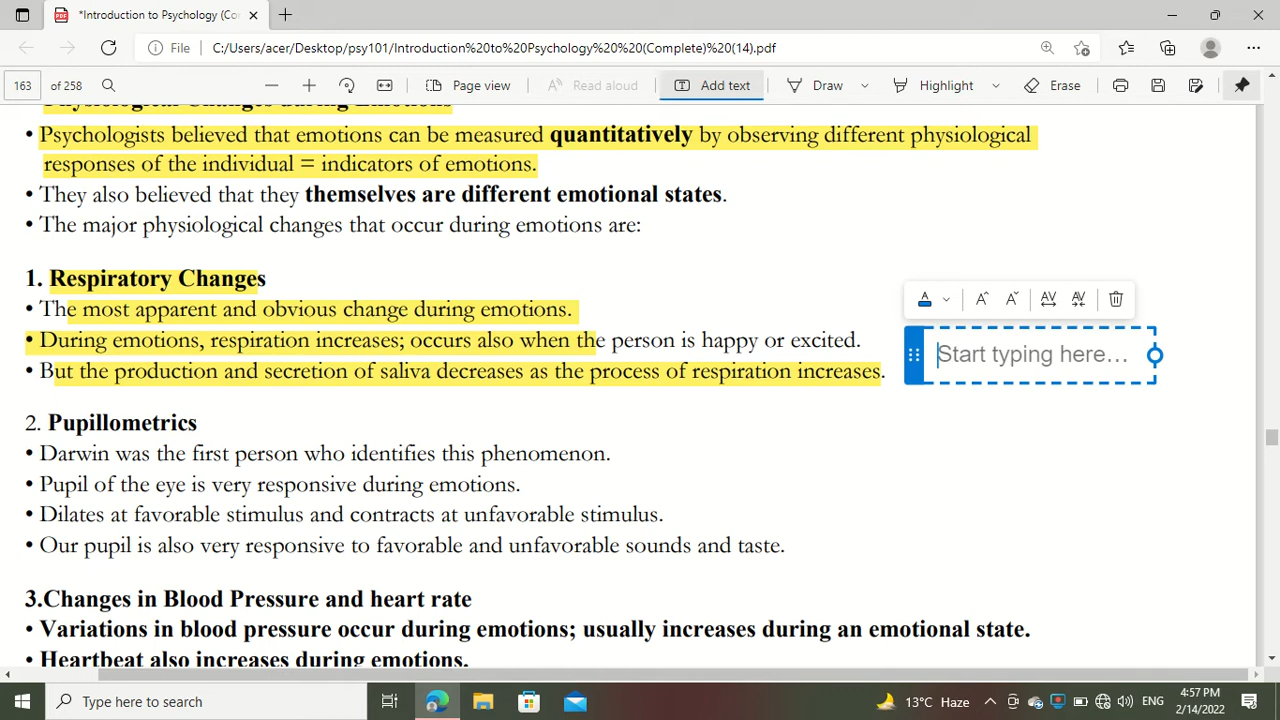 *Introduction to Psychology (Co
File
C:/Users/acer/Desktop/psy101/Introduction%20to%20Psychology%20%20(Complete)%20(14).pdf
163 of 258
Page view
Read aloud
Add text
Draw
Highlight
Erase
Physiological Changes during Emotions
• Psychologists believed that emotions can be measured quantitatively by observing different physiological
responses of the individual = indicators of emotions.
• They also believed that they themselves are different emotional states.
• The major physiological changes that occur during emotions are:
1. Respiratory Changes
• The most apparent and obvious change during emotions.
• During emotions, respiration increases; occurs also when the person is happy or excited.
• But the production and secretion of saliva decreases as the process of respiration increases.
Start typing here...
2. Pupillometrics
• Darwin was the first person who identifies this phenomenon.
• Pupil of the eye is very responsive during emotions.
• Dilates at favorable stimulus and contracts at unfavorable stimulus.
• Our pupil is also very responsive to favorable and unfavorable sounds and taste.
3.Changes in Blood Pressure and heart rate
• Variations in blood pressure occur during emotions; usually increases during an emotional state.
• Heartbeat also increases during emotions.
Type here to search
13°C Haze
ENG
4:57 PM
2/14/2022